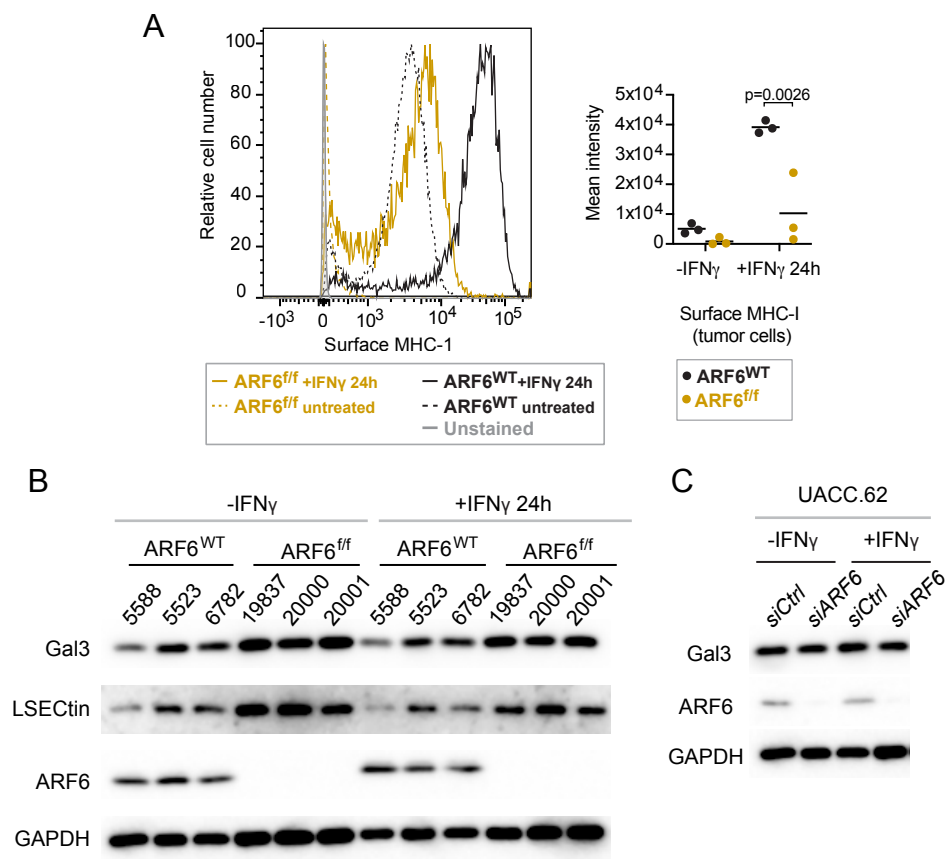 A
Relative cell number
100
80
60
40
20
0
-10³ 0 10³ 10⁴ 10⁵
Surface MHC-1
ARF6f/f +IFNγ 24h
ARF6f/f untreated
ARF6WT+IFNγ 24h
ARF6WT untreated
Unstained
p=0.0026
Mean intensity
5x10⁴
4x10⁴
3x10⁴
2x10⁴
1x10⁴
0
-IFNγ +IFNγ 24h
Surface MHC-I
(tumor cells)
ARF6WT
ARF6f/f
B
-IFNγ +IFNγ 24h
ARF6WT ARF6f/f ARF6WT ARF6f/f
5588 5523 6782 19837 20000 20001 5588 5523 6782 19837 20000 20001
Gal3
LSECtin
ARF6
GAPDH
C
UACC.62
-IFNγ +IFNγ
siCtrl siARF6 siCtrl siARF6
Gal3
ARF6
GAPDH